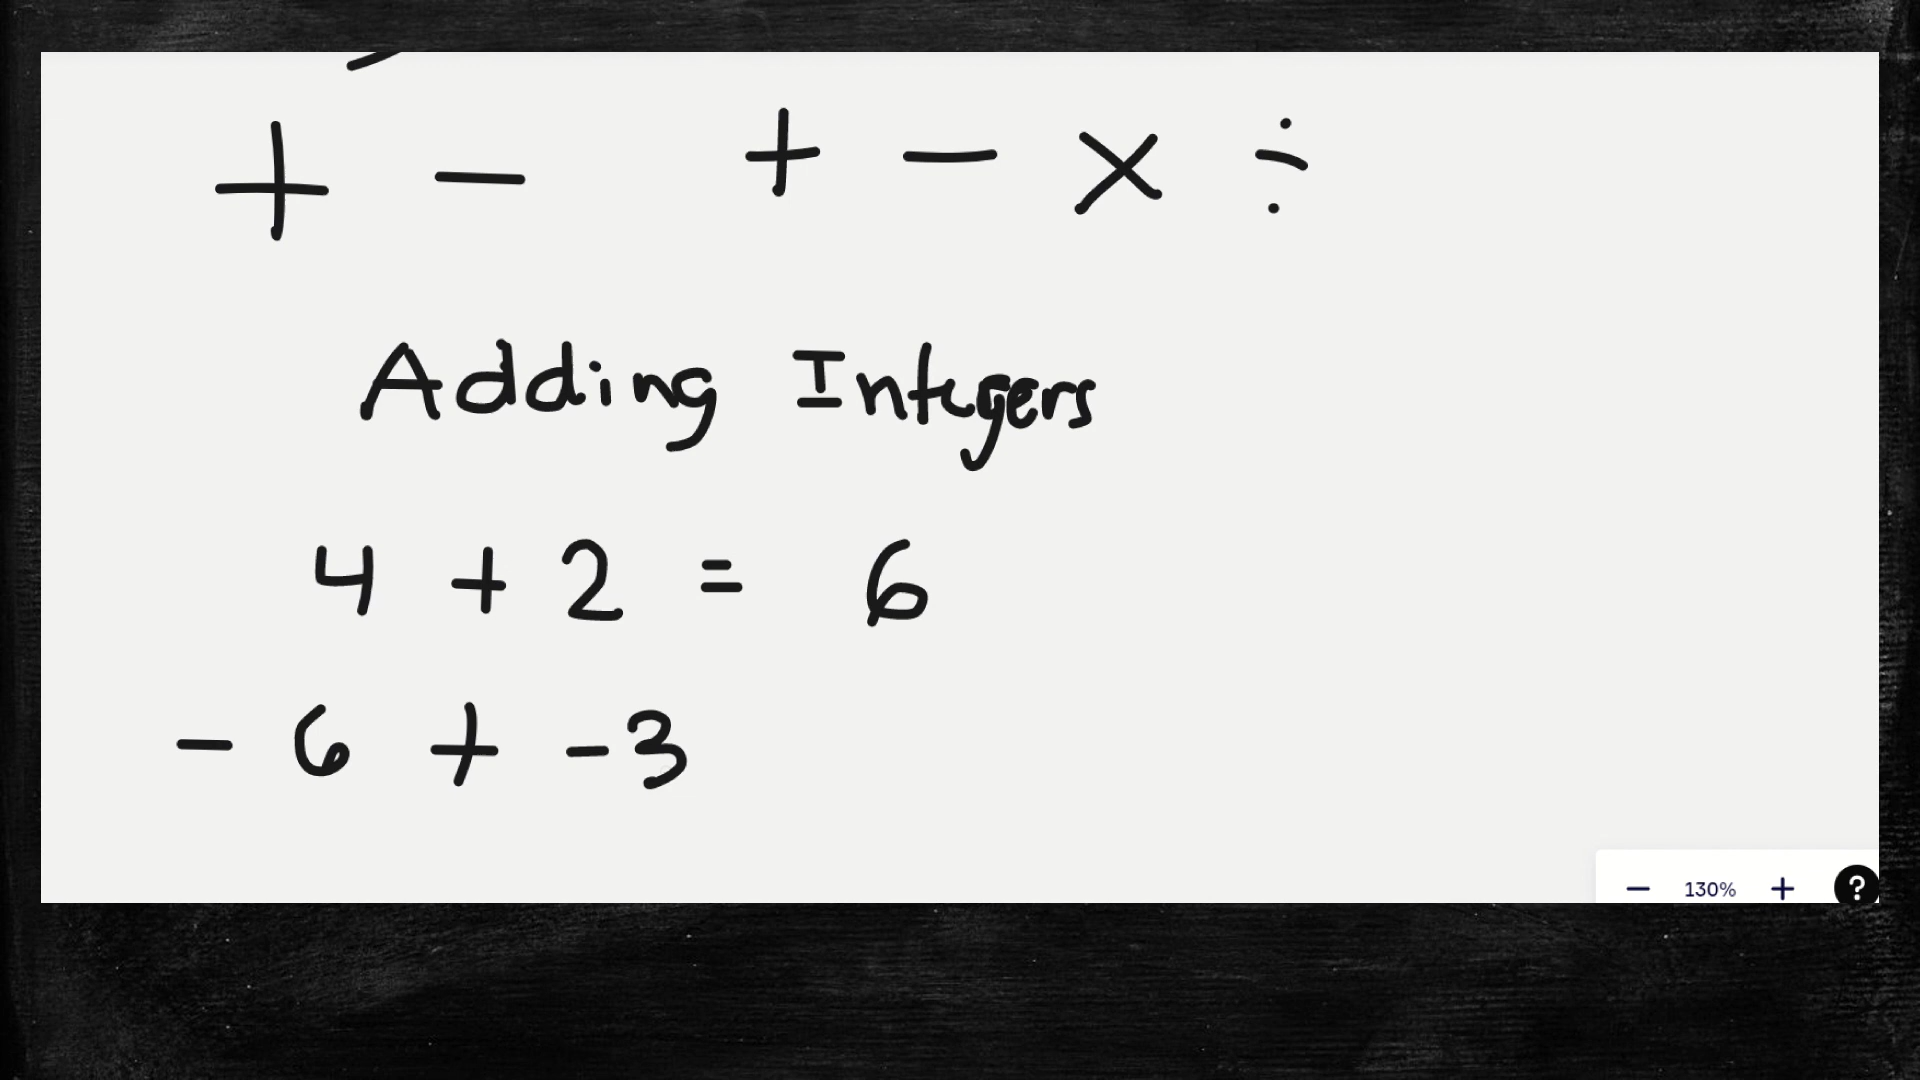 + - + - × ÷
Adding Integers
4 + 2 = 6
- 6 + -3
- 130% + ?